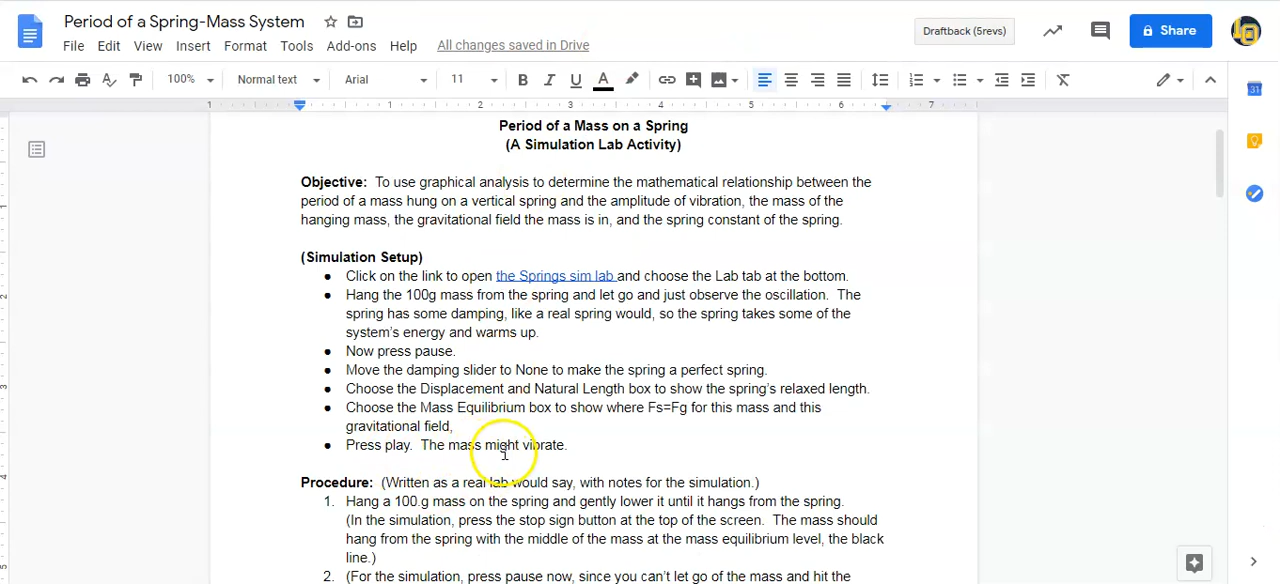 Period of a Spring-Mass System
File Edit View Insert Format Tools Add-ons Help All changes saved in Drive
Draftback (5revs)
Share
100% Normal text Arial 11 B I U A
1 1 2 3 4 5 6 7
31
Period of a Mass on a Spring
(A Simulation Lab Activity)
Objective: To use graphical analysis to determine the mathematical relationship between the
period of a mass hung on a vertical spring and the amplitude of vibration, the mass of the
hanging mass, the gravitational field the mass is in, and the spring constant of the spring.
(Simulation Setup)
● Click on the link to open the Springs sim lab and choose the Lab tab at the bottom.
● Hang the 100g mass from the spring and let go and just observe the oscillation. The
spring has some damping, like a real spring would, so the spring takes some of the
system's energy and warms up.
● Now press pause.
● Move the damping slider to None to make the spring a perfect spring.
● Choose the Displacement and Natural Length box to show the spring's relaxed length.
● Choose the Mass Equilibrium box to show where Fs=Fg for this mass and this
gravitational field,
● Press play. The mass might vibrate.
Procedure: (Written as a real lab would say, with notes for the simulation.)
1. Hang a 100.g mass on the spring and gently lower it until it hangs from the spring.
(In the simulation, press the stop sign button at the top of the screen. The mass should
hang from the spring with the middle of the mass at the mass equilibrium level, the black
line.)
2. (For the simulation, press pause now, since you can't let go of the mass and hit the